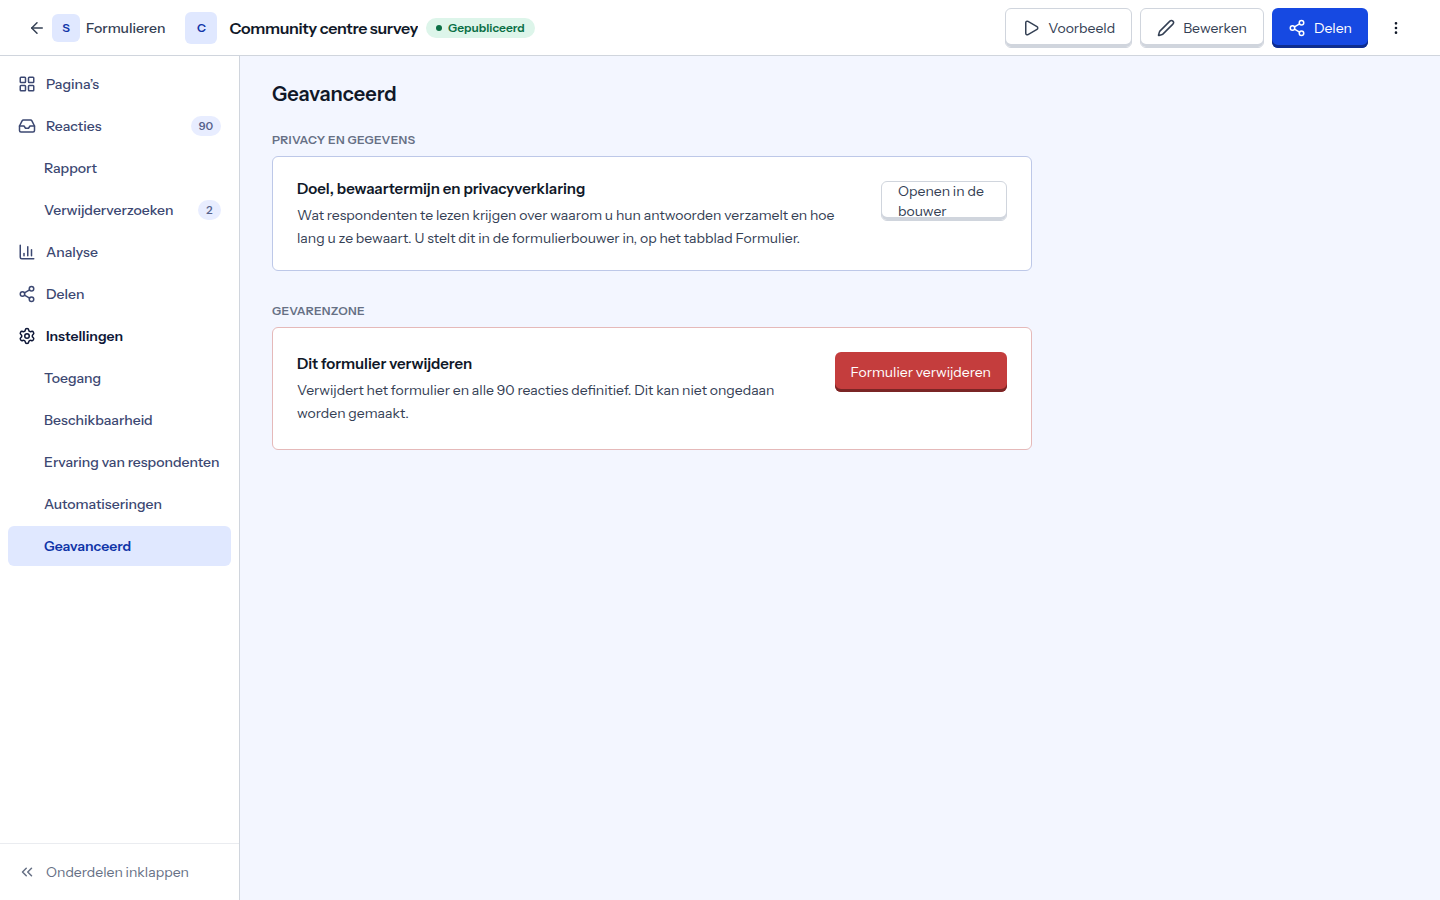 S Formulieren C Community centre survey Gepubliceerd Voorbeeld Bewerken Delen
Pagina's
Reacties 90
Rapport
Verwijderverzoeken 2
Analyse
Delen
Instellingen
Toegang
Beschikbaarheid
Ervaring van respondenten
Automatiseringen
Geavanceerd
Onderdelen inklappen
Geavanceerd
PRIVACY EN GEGEVENS
Doel, bewaartermijn en privacyverklaring
Wat respondenten te lezen krijgen over waarom u hun antwoorden verzamelt en hoe
lang u ze bewaart. U stelt dit in de formulierbouwer in, op het tabblad Formulier.
Openen in de
bouwer
GEVARENZONE
Dit formulier verwijderen
Verwijdert het formulier en alle 90 reacties definitief. Dit kan niet ongedaan
worden gemaakt.
Formulier verwijderen